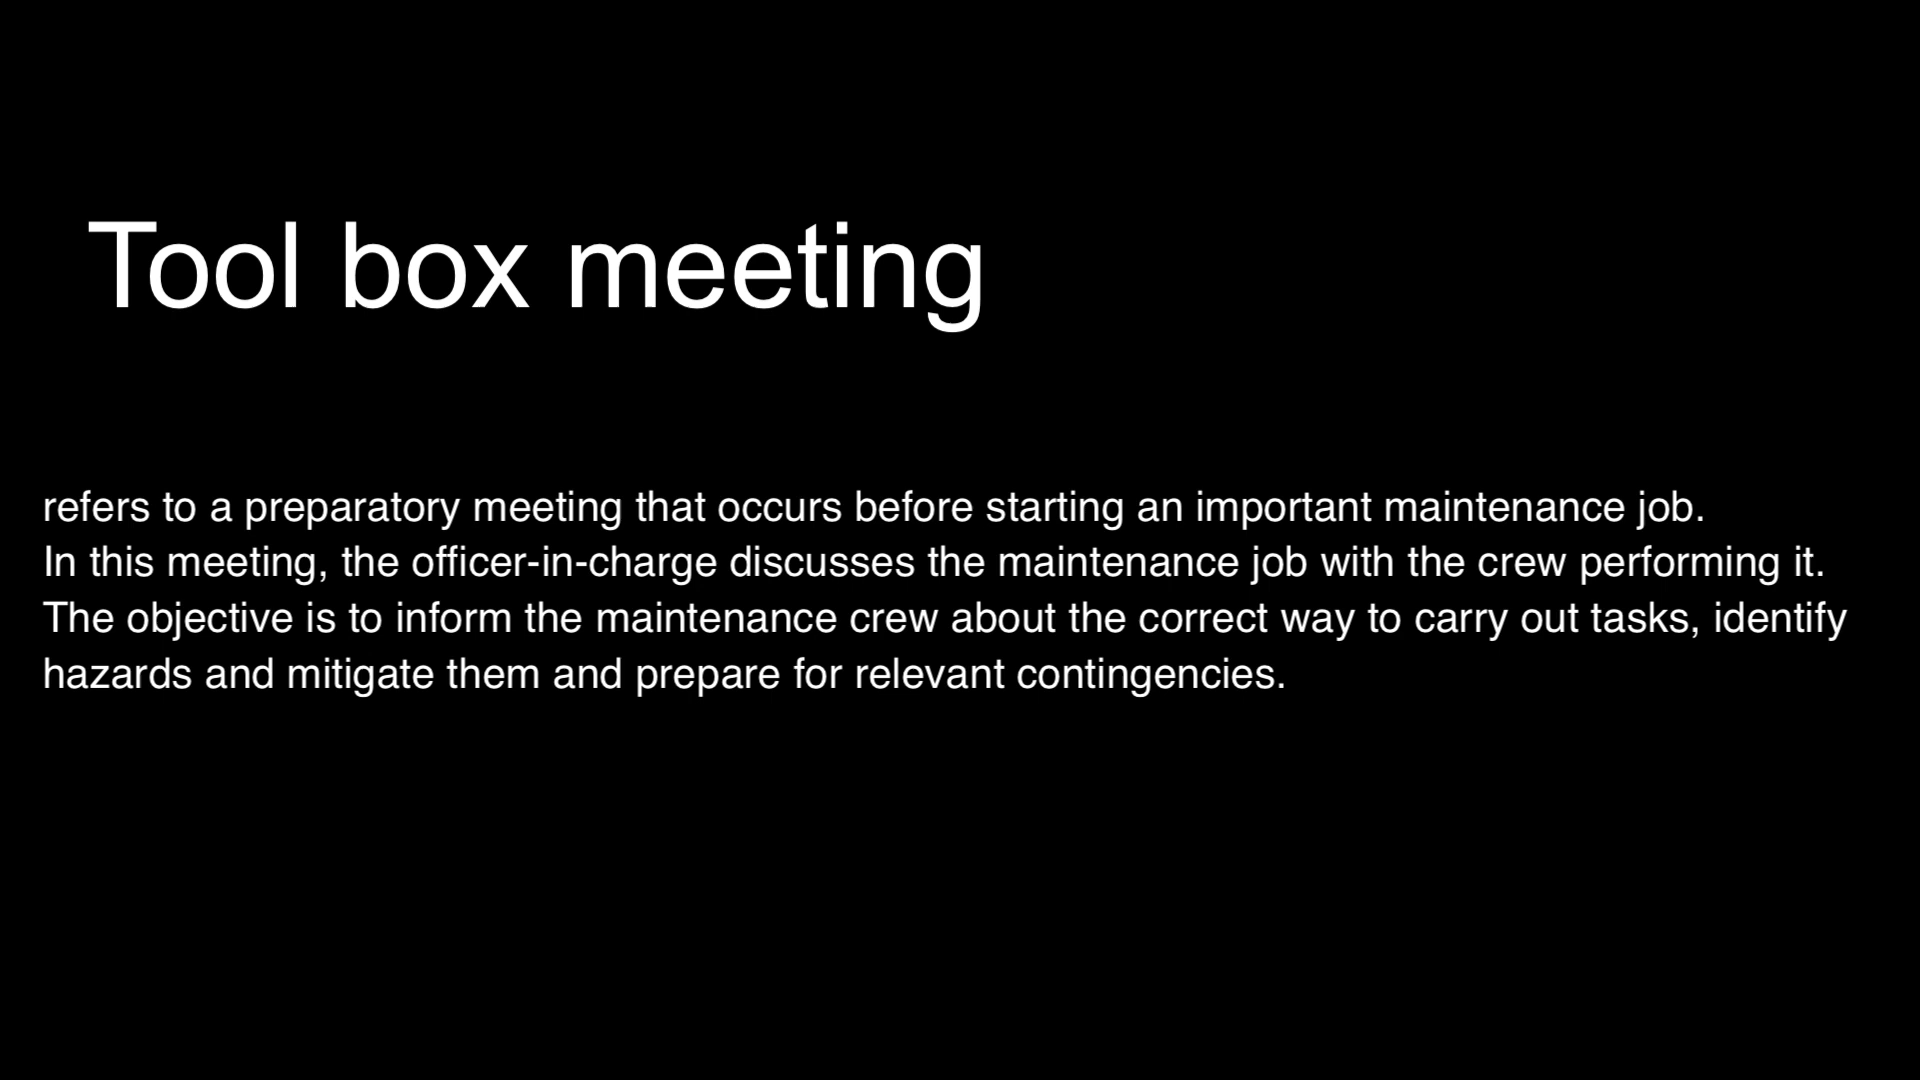 Tool box meeting
refers to a preparatory meeting that occurs before starting an important maintenance job.
In this meeting, the officer-in-charge discusses the maintenance job with the crew performing it.
The objective is to inform the maintenance crew about the correct way to carry out tasks, identify
hazards and mitigate them and prepare for relevant contingencies.